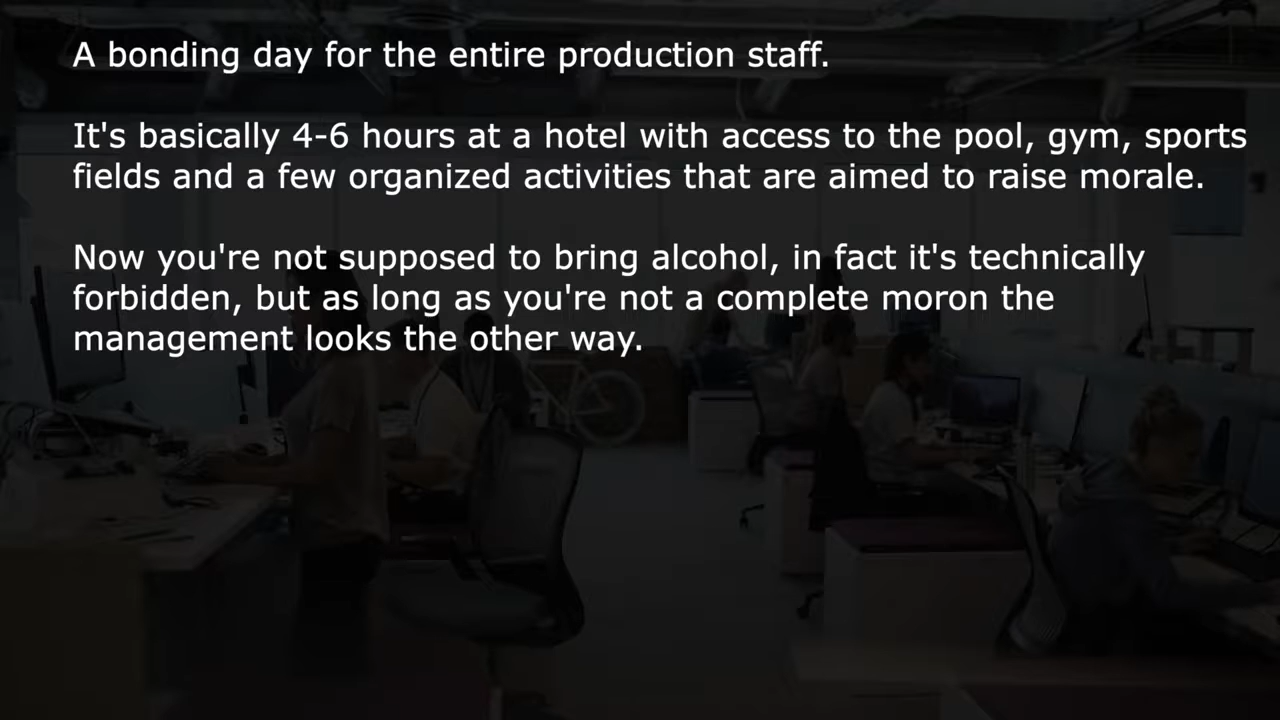 A bonding day for the entire production staff.
It's basically 4-6 hours at a hotel with access to the pool, gym, sports
fields and a few organized activities that are aimed to raise morale.
Now you're not supposed to bring alcohol, in fact it's technically
forbidden, but as long as you're not a complete moron the
management looks the other way.